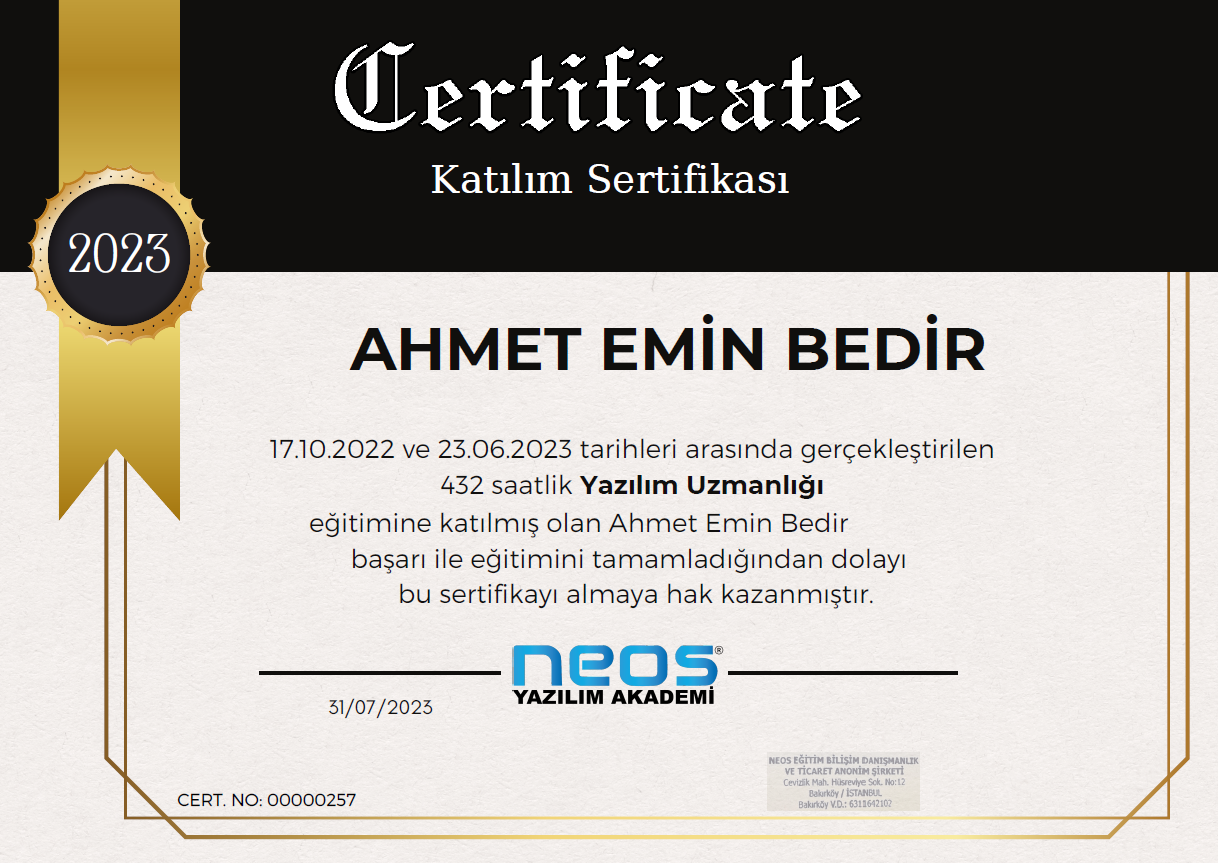 Certificate
Katılım Sertifikası
2023
AHMET EMİN BEDİR
17.10.2022 ve 23.06.2023 tarihleri arasında gerçekleştirilen
432 saatlik Yazılım Uzmanlığı
eğitimine katılmış olan Ahmet Emin Bedir
başarı ile eğitimini tamamladığından dolayı
bu sertifikayı almaya hak kazanmıştır.
neos®
YAZILIM AKADEMİ
31/07/2023
NEOS EĞİTİM BİLİŞİM DANIŞMANLIK
VE TİCARET ANONİM ŞİRKETİ
Cevizlik Mah. Hüsreviye Sok. No:12
Bakırköy / İSTANBUL
Bakırköy V.D.: 6311642102
CERT. NO: 00000257